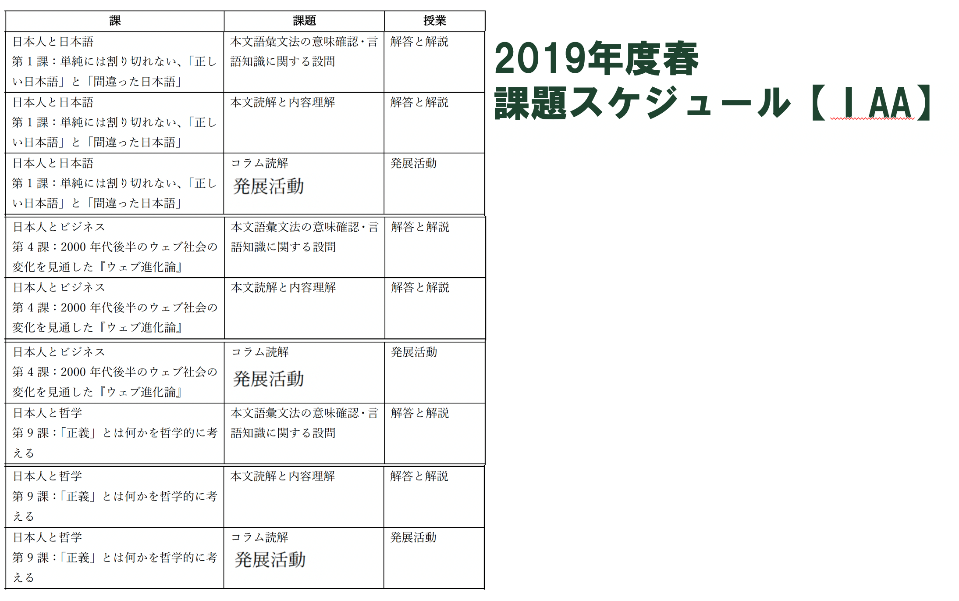 課 課題 授業
日本人と日本語 本文語彙文法の意味確認・言 解答と解説
第1課：単純には割り切れない、「正し 語知識に関する設問
い日本語」と「間違った日本語」
日本人と日本語 本文読解と内容理解 解答と解説
第1課：単純には割り切れない、「正し
い日本語」と「間違った日本語」
日本人と日本語 コラム読解 発展活動
第1課：単純には割り切れない、「正し 発展活動
い日本語」と「間違った日本語」
日本人とビジネス 本文語彙文法の意味確認・言 解答と解説
第4課：2000年代後半のウェブ社会の 語知識に関する設問
変化を見通した『ウェブ進化論』
日本人とビジネス 本文読解と内容理解 解答と解説
第4課：2000年代後半のウェブ社会の
変化を見通した『ウェブ進化論』
日本人とビジネス コラム読解 発展活動
第4課：2000年代後半のウェブ社会の 発展活動
変化を見通した『ウェブ進化論』
日本人と哲学 本文語彙文法の意味確認・言 解答と解説
第9課：「正義」とは何かを哲学的に考 語知識に関する設問
える
日本人と哲学 本文読解と内容理解 解答と解説
第9課：「正義」とは何かを哲学的に考
える
日本人と哲学 コラム読解 発展活動
第9課：「正義」とは何かを哲学的に考 発展活動
える
2019年度春
課題スケジュール【ＩAA】